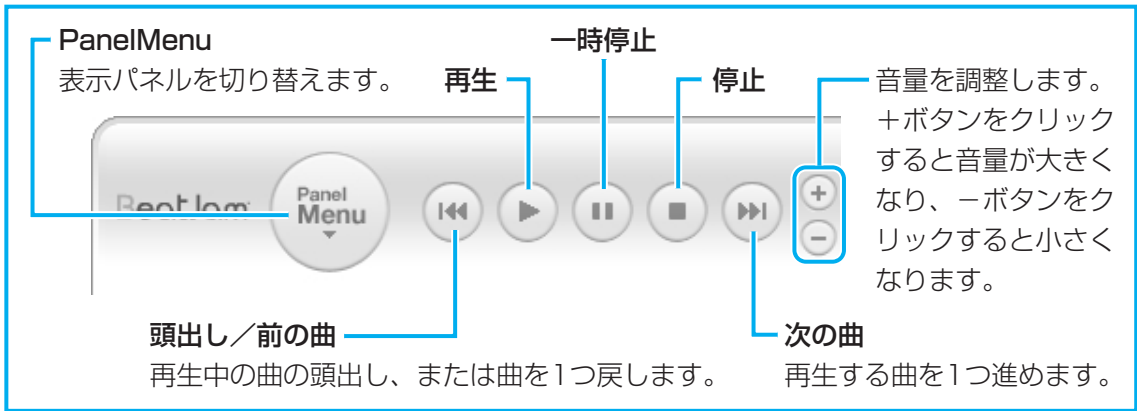 PanelMenu
表示パネルを切り替えます。
再生
一時停止
停止
音量を調整します。
＋ボタンをクリック
すると音量が大きく
なり、－ボタンをク
リックすると小さく
なります。
BeatJam
Panel
Menu
頭出し／前の曲
再生中の曲の頭出し、または曲を1つ戻します。
次の曲
再生する曲を1つ進めます。